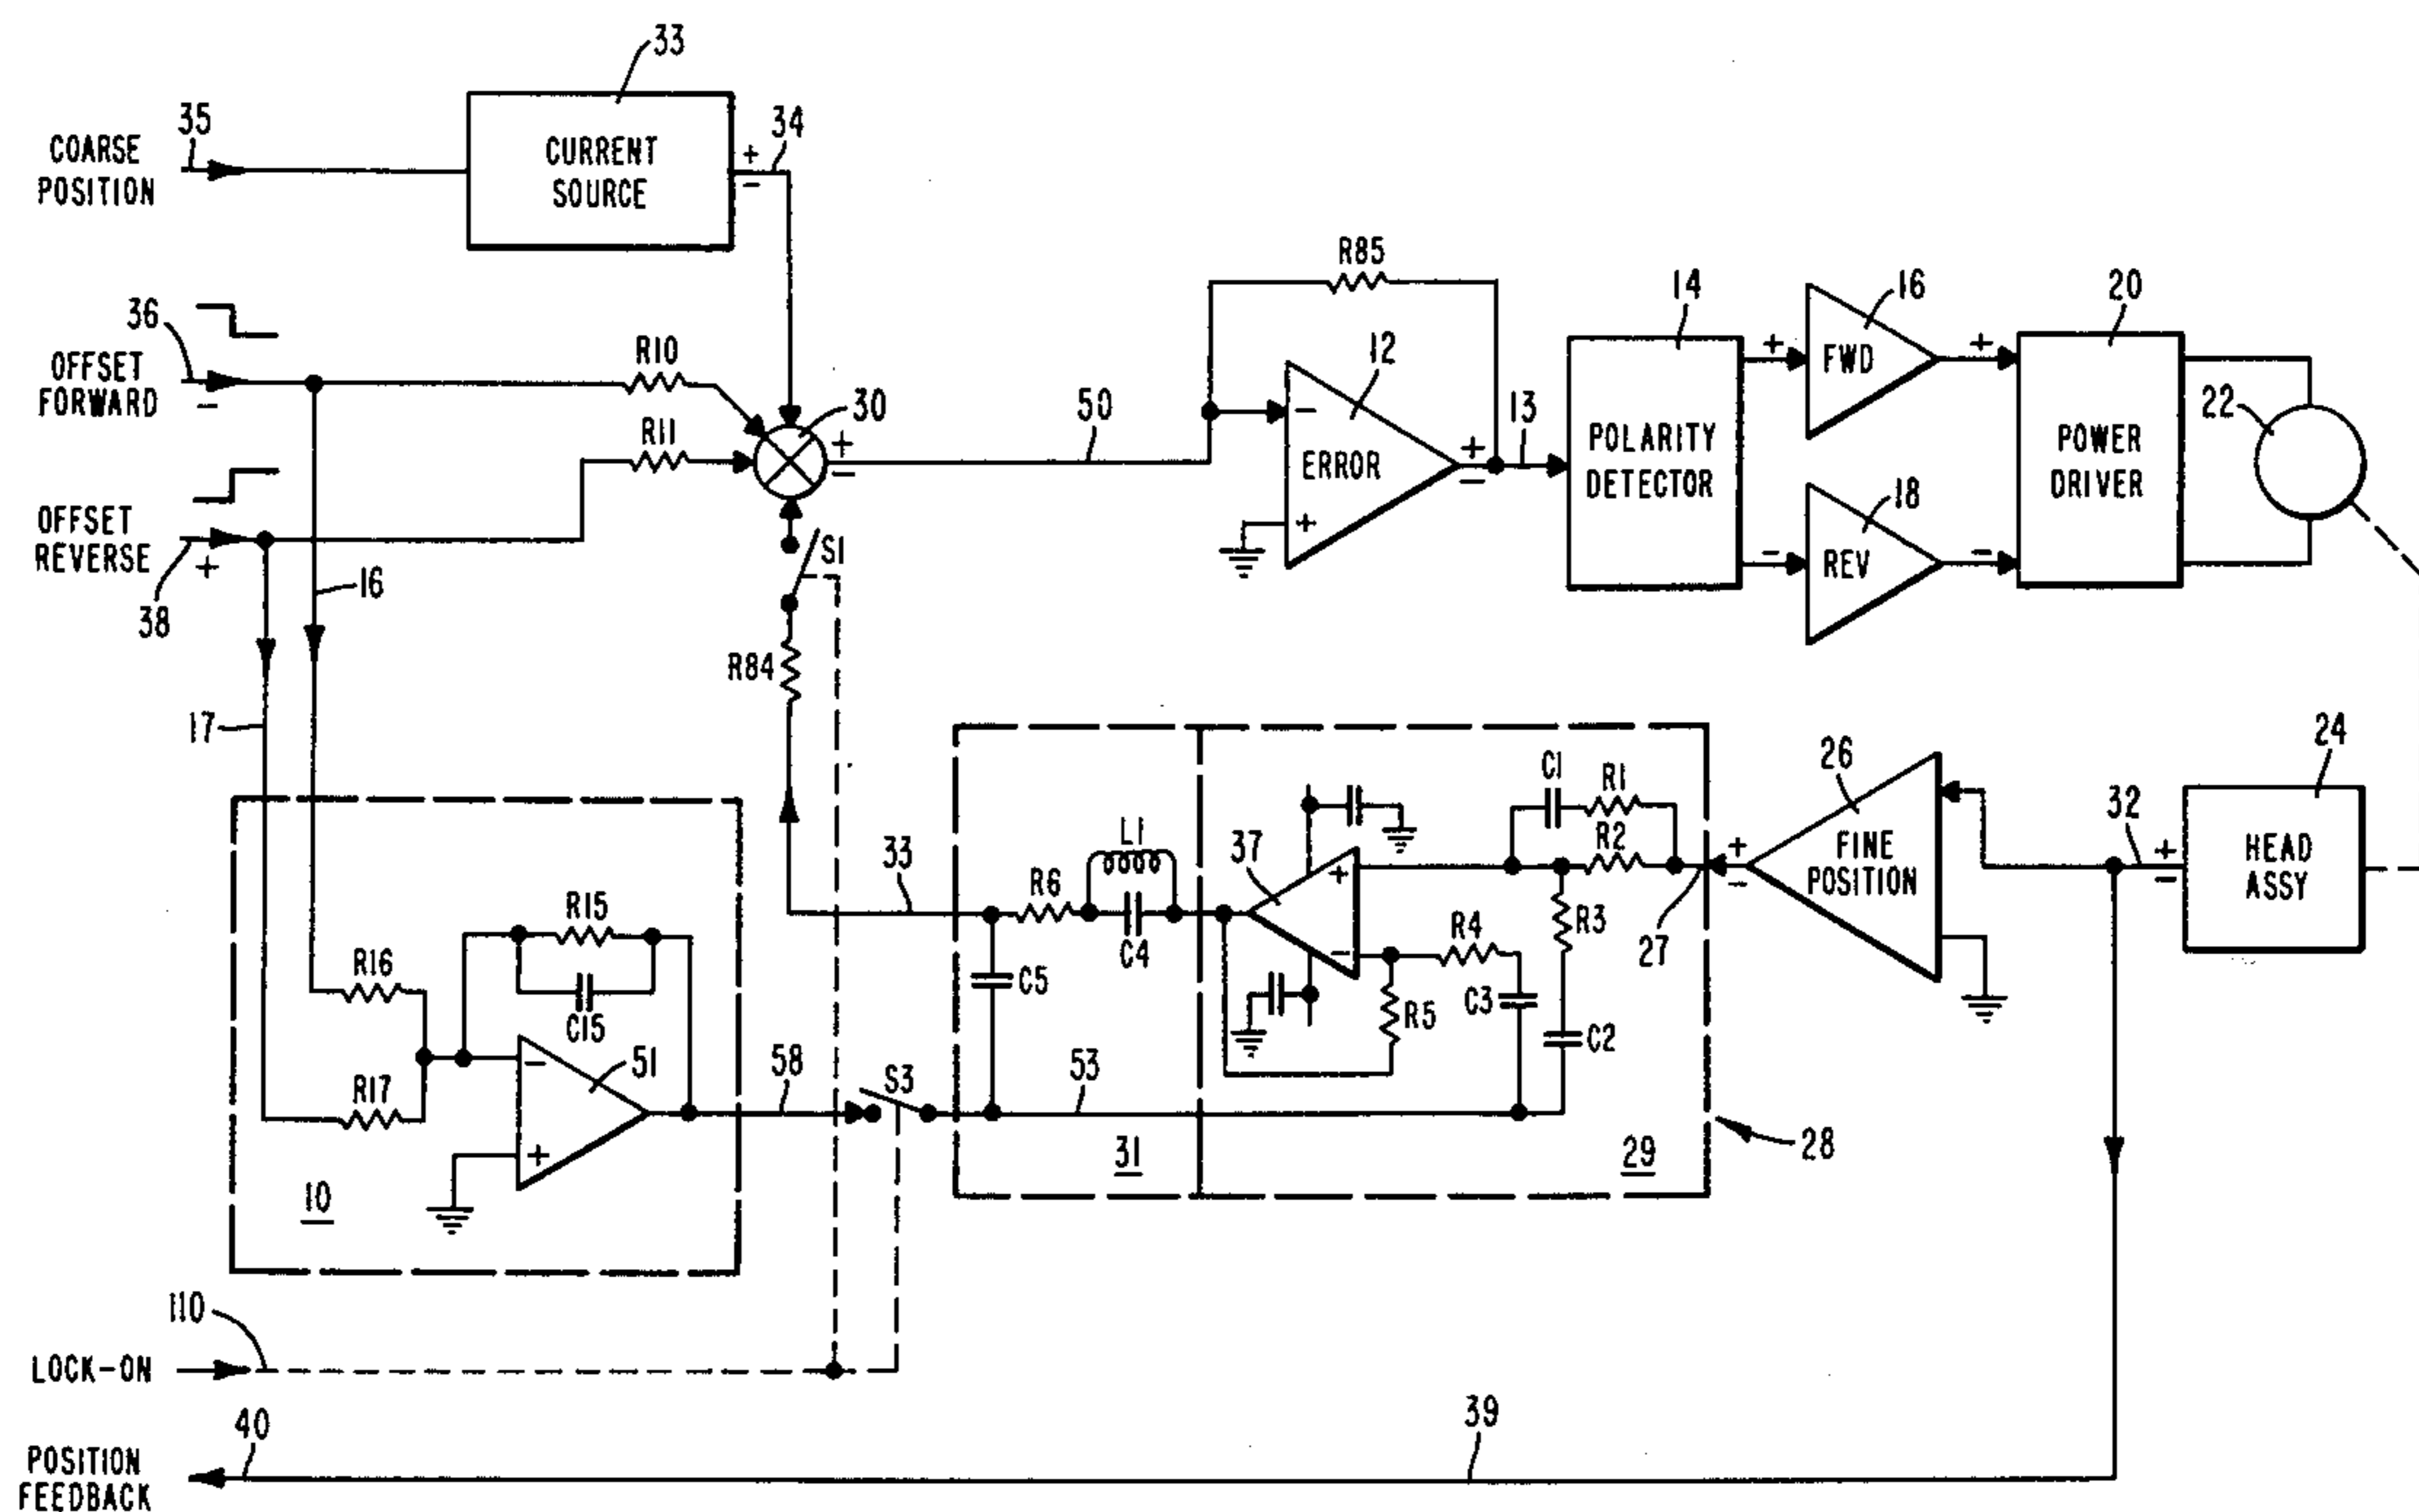 33
35
COARSE
POSITION
CURRENT
SOURCE
+
−
34
36
OFFSET
FORWARD
−
R10
R11
30
+
−
50
R85
12
−
ERROR
+
+
−
13
14
POLARITY
DETECTOR
+
−
16
FWD
+
18
REV
−
20
POWER
DRIVER
22
OFFSET
REVERSE
+
38
16
17
S1
R84
33
R6
L1
C4
C5
37
+
−
C1
R1
R2
R3
R4
R5
C3
C2
27
+
−
26
FINE
POSITION
32
+
−
24
HEAD
ASSY
R15
C15
R16
R17
−
+
51
10
58
S3
53
31
29
28
110
LOCK-ON
40
POSITION
FEEDBACK
39